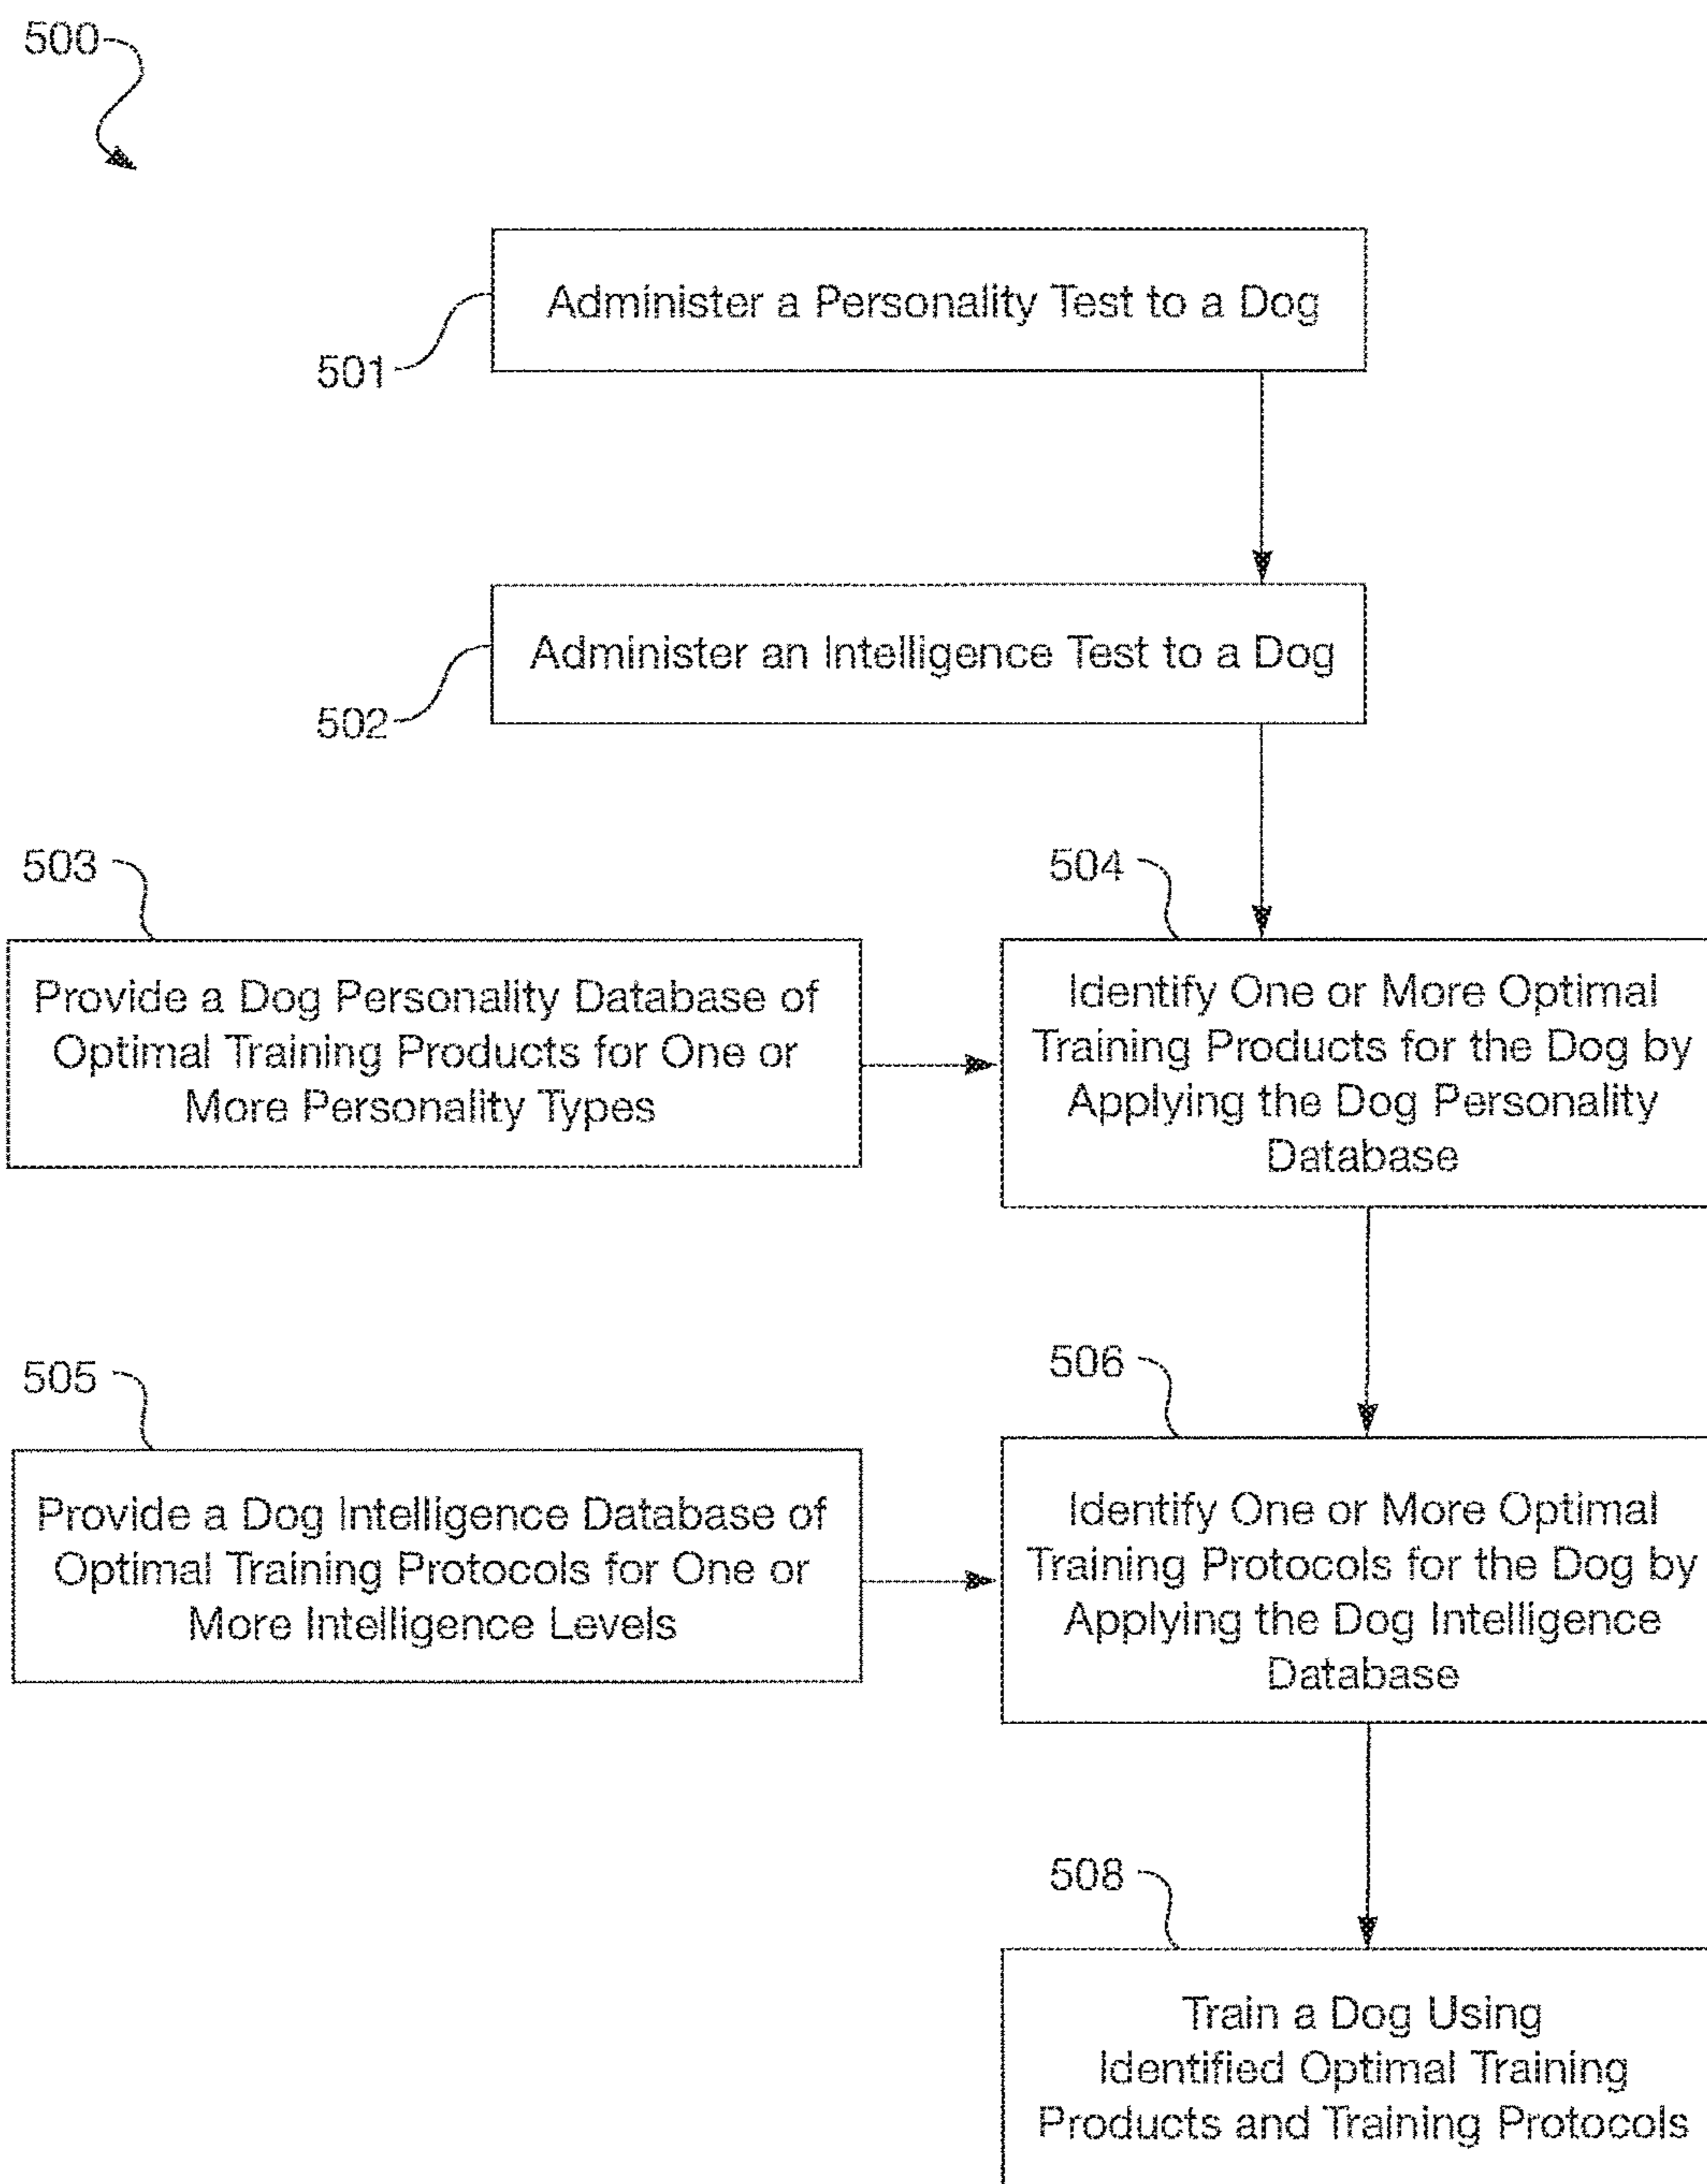 500
Administer a Personality Test to a Dog
501
Administer an Intelligence Test to a Dog
502
503
Provide a Dog Personality Database of
Optimal Training Products for One or
More Personality Types
504
Identify One or More Optimal
Training Products for the Dog by
Applying the Dog Personality
Database
505
Provide a Dog Intelligence Database of
Optimal Training Protocols for One or
More Intelligence Levels
506
Identify One or More Optimal
Training Protocols for the Dog by
Applying the Dog Intelligence
Database
508
Train a Dog Using
Identified Optimal Training
Products and Training Protocols